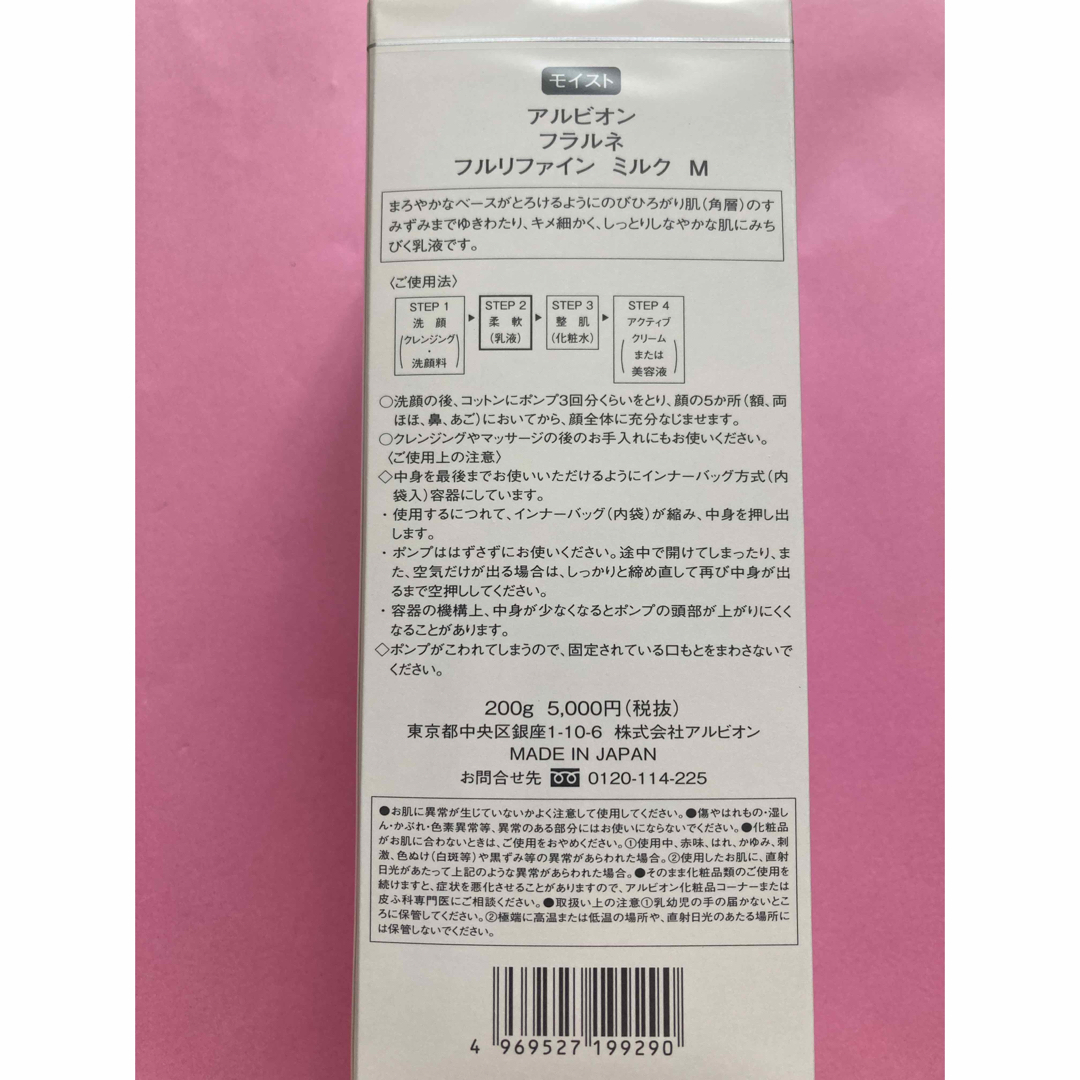 モイスト
アルビオン
フラルネ
フルリファイン ミルク M
まろやかなベースがとろけるようにのびひろがり肌（角層）のす
みずみまでゆきわたり、キメ細かく、しっとりしなやかな肌にみち
びく乳液です。
〈ご使用法〉
STEP 1
洗 顔
（クレンジング・洗顔料）
STEP 2
柔 軟
（乳液）
STEP 3
整 肌
（化粧水）
STEP 4
アクティブ
（クリームまたは美容液）
○洗顔の後、コットンにポンプ3回分くらいをとり、顔の5か所（額、両
ほほ、鼻、あご）においてから、顔全体に充分なじませます。
○クレンジングやマッサージの後のお手入れにもお使いください。
〈ご使用上の注意〉
◇中身を最後までお使いいただけるようにインナーバッグ方式（内
袋入）容器にしています。
・使用するにつれて、インナーバッグ（内袋）が縮み、中身を押し出
します。
・ポンプははずさずにお使いください。途中で開けてしまったり、ま
た、空気だけが出る場合は、しっかりと締め直して再び中身が出
るまで空押ししてください。
・容器の機構上、中身が少なくなるとポンプの頭部が上がりにくく
なることがあります。
◇ポンプがこわれてしまうので、固定されている口もとをまわさないで
ください。
200g 5,000円（税抜）
東京都中央区銀座1-10-6 株式会社アルビオン
MADE IN JAPAN
お問合せ先 0120-114-225
●お肌に異常が生じていないかよく注意して使用してください。●傷やはれもの・湿し
ん・かぶれ・色素異常等、異常のある部分にはお使いにならないでください。●化粧品
がお肌に合わないときは、ご使用をおやめください。①使用中、赤味、はれ、かゆみ、刺
激、色ぬけ（白斑等）や黒ずみ等の異常があらわれた場合。②使用したお肌に、直射
日光があたって上記のような異常があらわれた場合。●そのまま化粧品類のご使用を
続けますと、症状を悪化させることがありますので、アルビオン化粧品コーナーまたは
皮ふ科専門医にご相談ください。●取扱い上の注意①乳幼児の手の届かないとこ
ろに保管してください。②極端に高温または低温の場所や、直射日光のあたる場所に
は保管しないでください。
4 969527 199290